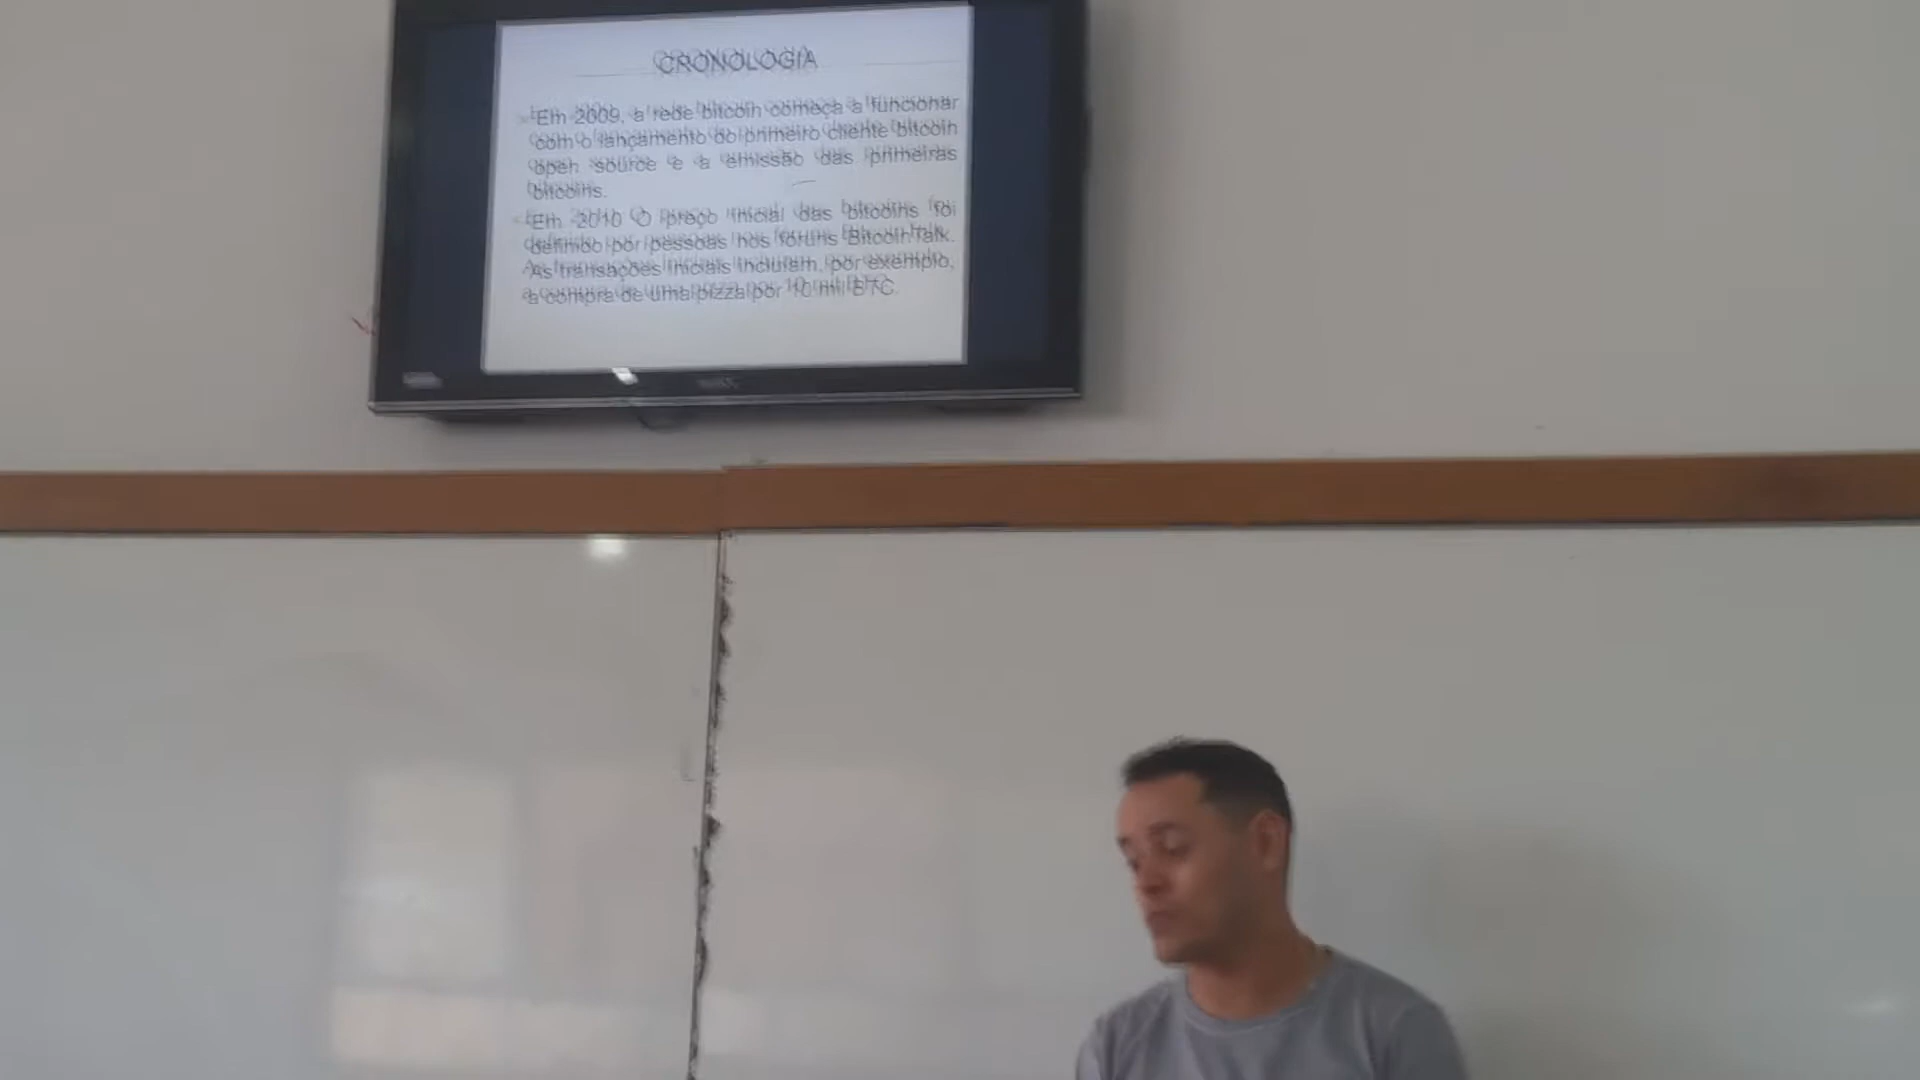 CRONOLOGIA
Em 2009, a rede bitcoin começa a funcionar
com o lançamento do primeiro cliente bitcoin
open source e a emissão das primeiras
bitcoins.
Em 2010 O preço inicial das bitcoins foi
definido por pessoas nos fóruns BitcoinTalk.
As transações iniciais incluíam, por exemplo,
a compra de uma pizza por 10 mil BTC.